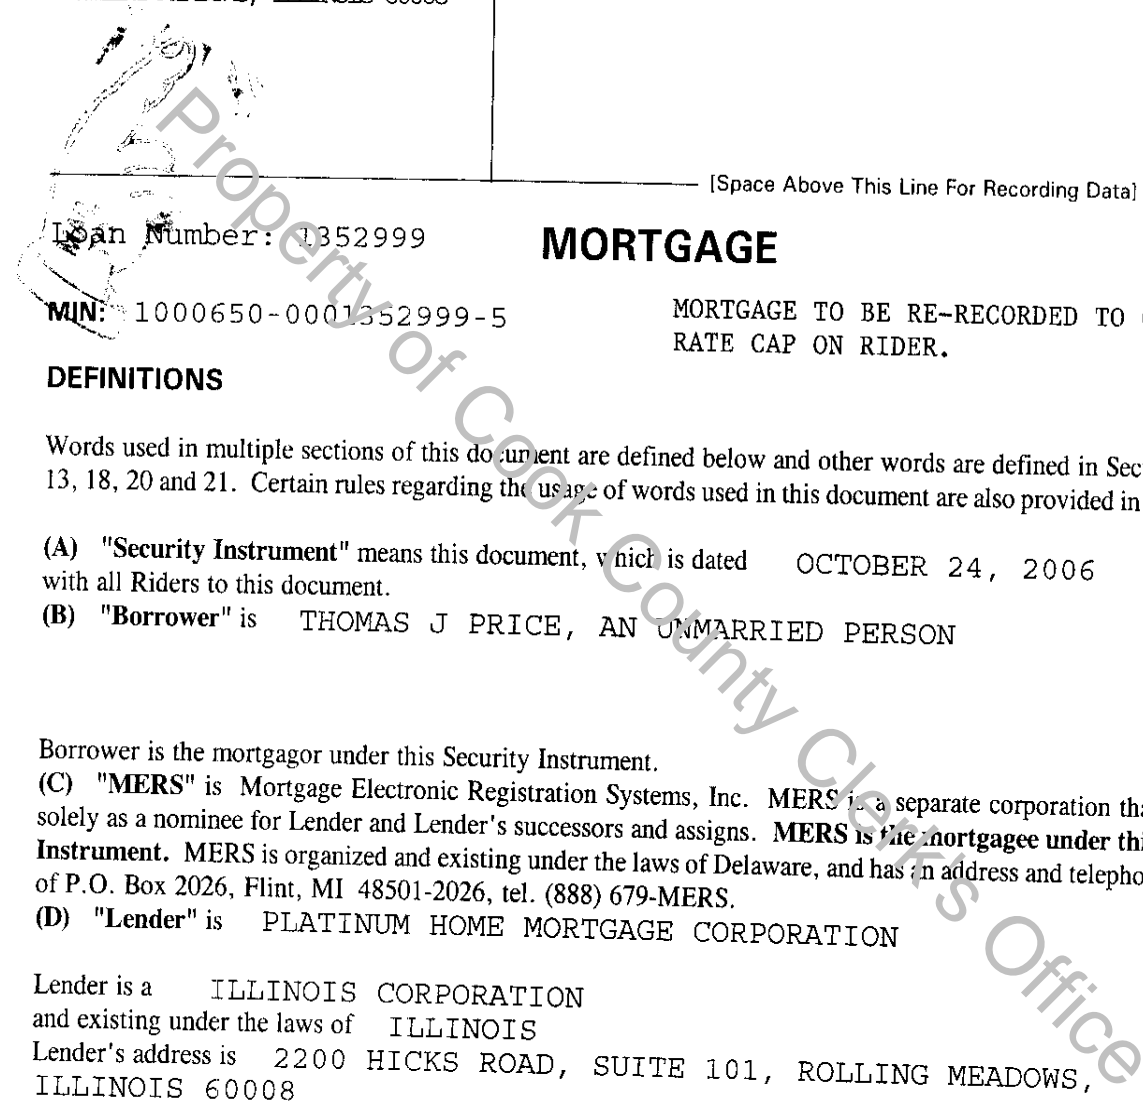 [Space Above This Line For Recording Data]
Loan Number: 1352999
MORTGAGE
MIN: 1000650-0001352999-5
MORTGAGE TO BE RE-RECORDED TO
RATE CAP ON RIDER.
DEFINITIONS
Words used in multiple sections of this document are defined below and other words are defined in Sec
13, 18, 20 and 21. Certain rules regarding the usage of words used in this document are also provided in
(A) "Security Instrument" means this document, which is dated OCTOBER 24, 2006
with all Riders to this document.
(B) "Borrower" is THOMAS J PRICE, AN UNMARRIED PERSON
Borrower is the mortgagor under this Security Instrument.
(C) "MERS" is Mortgage Electronic Registration Systems, Inc. MERS is a separate corporation tha
solely as a nominee for Lender and Lender's successors and assigns. MERS is the mortgagee under thi
Instrument. MERS is organized and existing under the laws of Delaware, and has an address and telepho
of P.O. Box 2026, Flint, MI 48501-2026, tel. (888) 679-MERS.
(D) "Lender" is PLATINUM HOME MORTGAGE CORPORATION
Lender is a ILLINOIS CORPORATION
and existing under the laws of ILLINOIS
Lender's address is 2200 HICKS ROAD, SUITE 101, ROLLING MEADOWS,
ILLINOIS 60008
Property of Cook County Clerk's Office